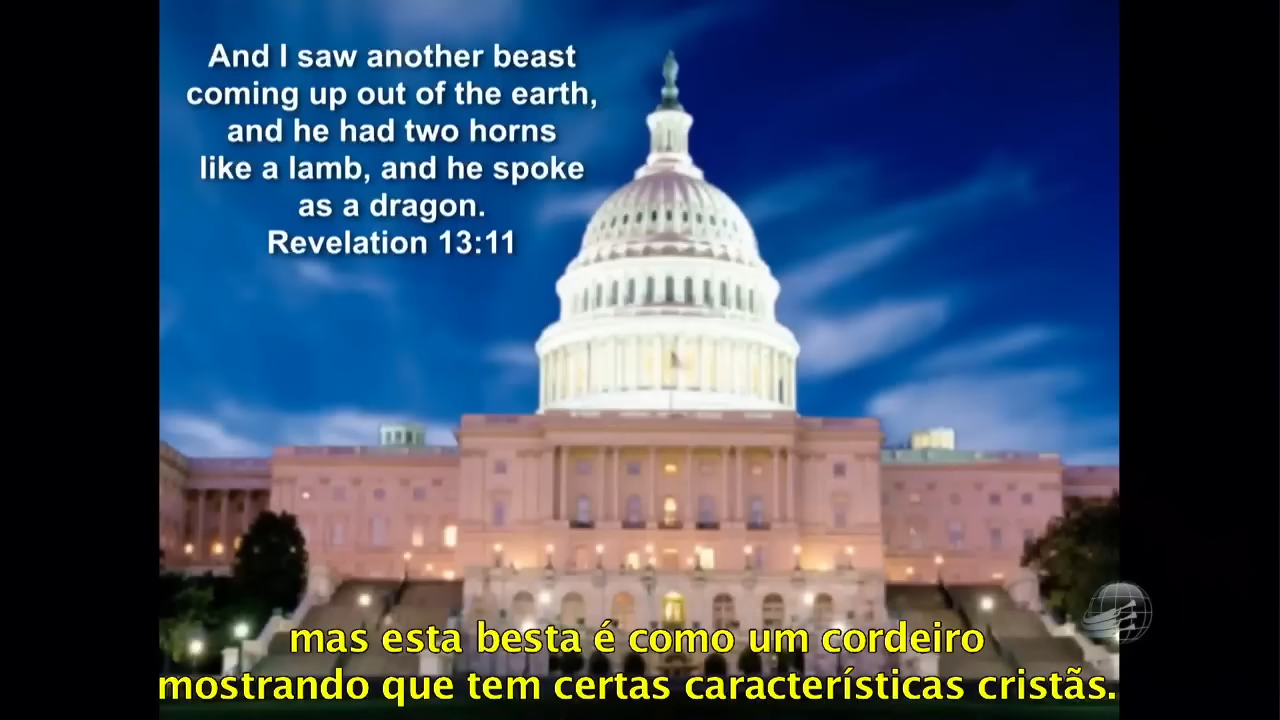 And I saw another beast
coming up out of the earth,
and he had two horns
like a lamb, and he spoke
as a dragon.
Revelation 13:11
mas esta besta é como um cordeiro
mostrando que tem certas características cristãs.